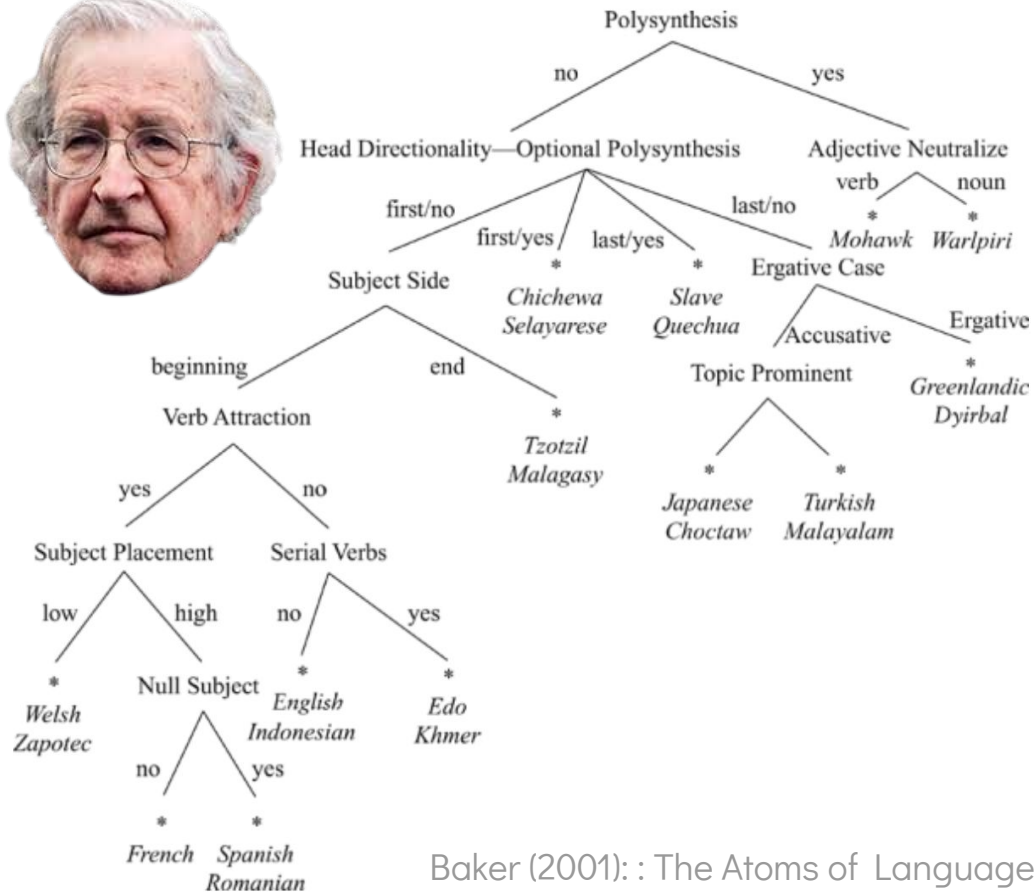 Polysynthesis
no
yes
Head Directionality—Optional Polysynthesis
Adjective Neutralize
verb
noun
first/no
first/yes
last/yes
last/no
*
*
Mohawk
Warlpiri
Subject Side
*
Chichewa
Selayarese
*
Slave
Quechua
Ergative Case
Accusative
Ergative
beginning
end
Topic Prominent
*
Greenlandic
Dyirbal
Verb Attraction
*
Tzotzil
Malagasy
*
Japanese
Choctaw
*
Turkish
Malayalam
yes
no
Subject Placement
Serial Verbs
low
high
no
yes
*
Welsh
Zapotec
Null Subject
*
English
Indonesian
*
Edo
Khmer
no
yes
*
French
*
Spanish
Romanian
Baker (2001): : The Atoms of Language